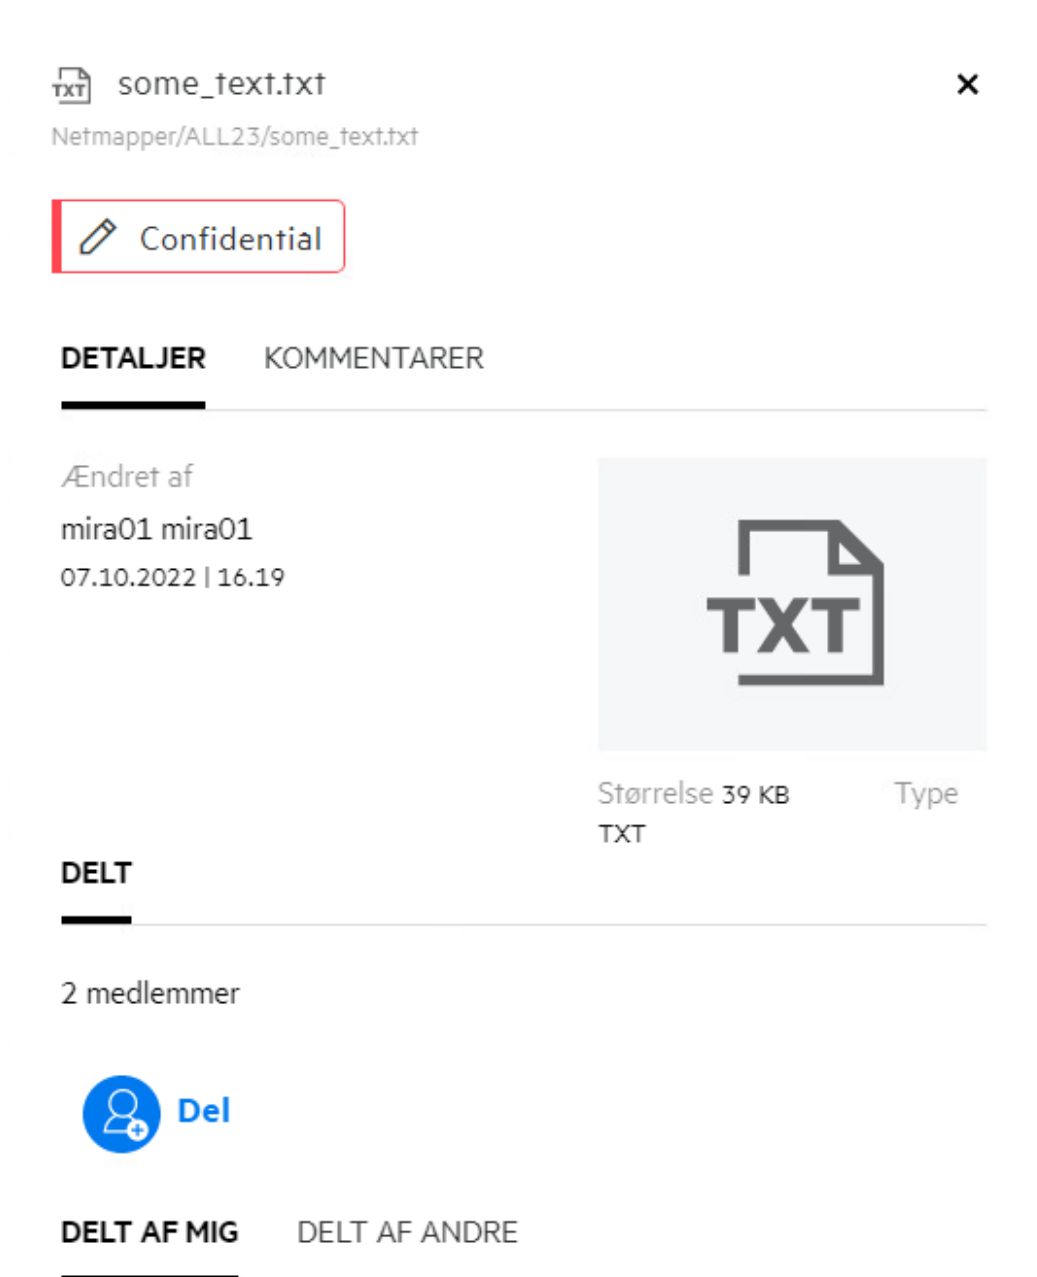 TXT some_text.txt
Netmapper/ALL23/some_text.txt
Confidential
DETALJER KOMMENTARER
Ændret af
mira01 mira01
07.10.2022 | 16.19
TXT
Størrelse 39 KB Type
TXT
DELT
2 medlemmer
Del
DELT AF MIG DELT AF ANDRE